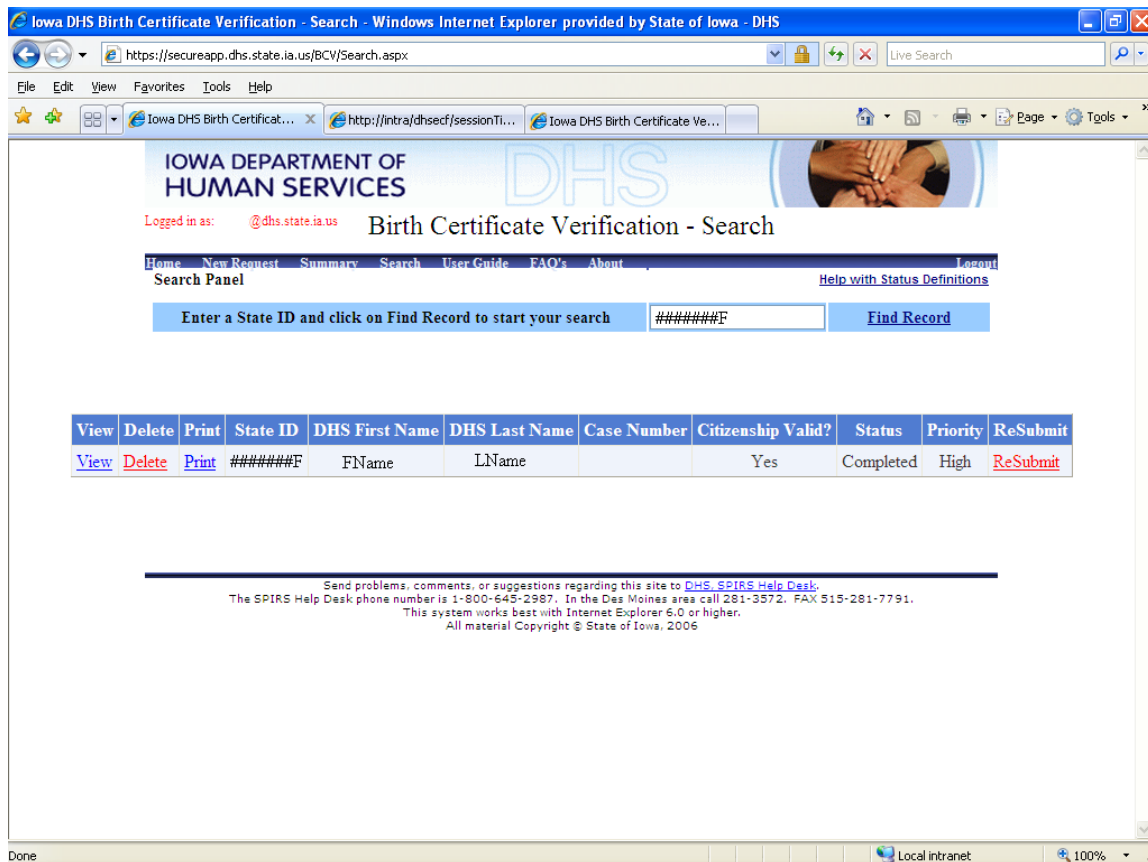 Iowa DHS Birth Certificate Verification - Search - Windows Internet Explorer provided by State of Iowa - DHS
https://secureapp.dhs.state.ia.us/BCV/Search.aspx
Live Search
File Edit View Favorites Tools Help
Iowa DHS Birth Certificat... http://intra/dhsecf/sessionTi... Iowa DHS Birth Certificate Ve... Page Tools
IOWA DEPARTMENT OF
HUMAN SERVICES
DHS
Logged in as: @dhs.state.ia.us
Birth Certificate Verification - Search
Home New Request Summary Search User Guide FAQ's About Logout
Search Panel Help with Status Definitions
Enter a State ID and click on Find Record to start your search #######F Find Record
View Delete Print State ID DHS First Name DHS Last Name Case Number Citizenship Valid? Status Priority ReSubmit
View Delete Print #######F FName LName Yes Completed High ReSubmit
Send problems, comments, or suggestions regarding this site to DHS, SPIRS Help Desk.
The SPIRS Help Desk phone number is 1-800-645-2987. In the Des Moines area call 281-3572. FAX 515-281-7791.
This system works best with Internet Explorer 6.0 or higher.
All material Copyright © State of Iowa, 2006
Done Local intranet 100%